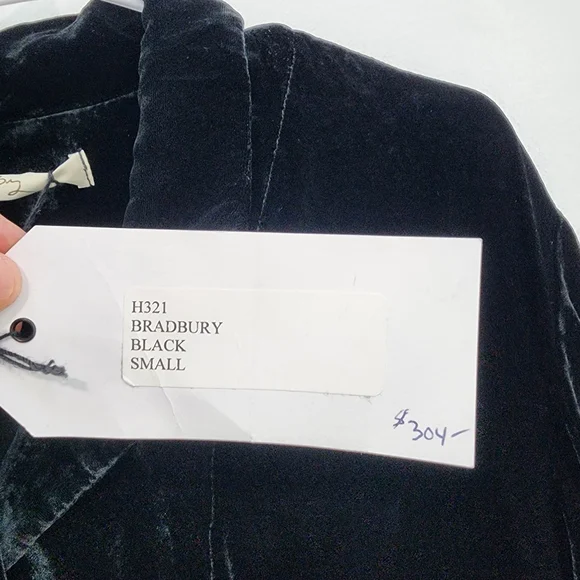 H321
BRADBURY
BLACK
SMALL
$304-